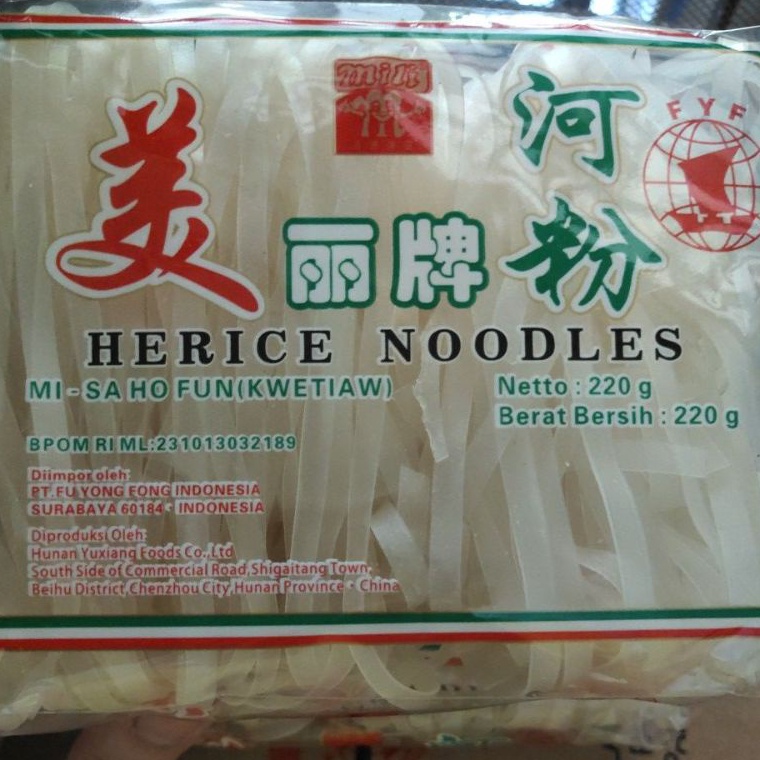 mili
FYF
美丽牌河粉
HERICE NOODLES
MI-SA HO FUN(KWETIAW)
Netto : 220 g
Berat Bersih : 220 g
BPOM RI ML:231013032189
Diimpor oleh:
PT.FU YONG FONG INDONESIA
SURABAYA 60184 - INDONESIA
Diproduksi Oleh:
Hunan Yuxiang Foods Co.,Ltd
South Side of Commercial Road,Shigaitang Town,
Beihu District,Chenzhou City,Hunan Province - China